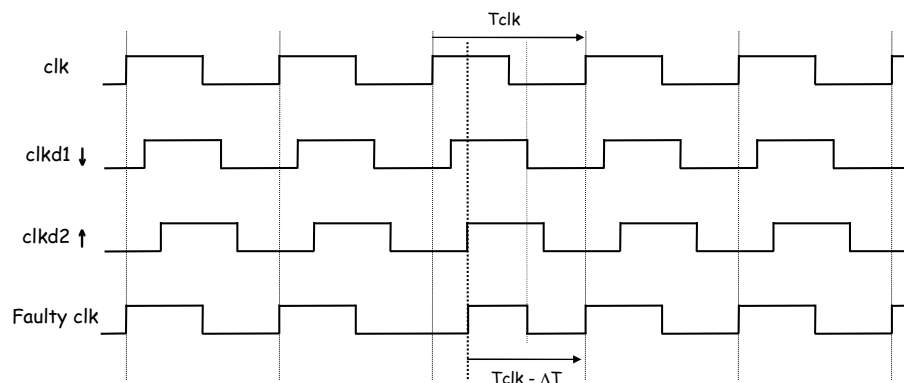 Tclk
clk
clkd1 ↓
clkd2 ↑
Faulty clk
Tclk - ΔT